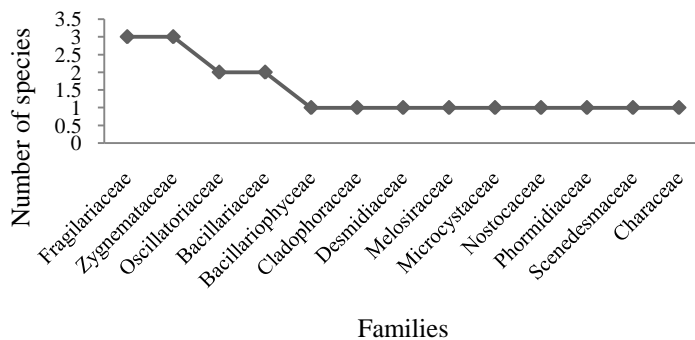 Number of species
3.5
3
2.5
2
1.5
1
0.5
0
Fragilariaceae
Zygnemataceae
Oscillatoriaceae
Bacillariaceae
Bacillariophyceae
Cladophoraceae
Desmidiaceae
Melosiraceae
Microcystaceae
Nostocaceae
Phormidiaceae
Scenedesmaceae
Characeae
Families